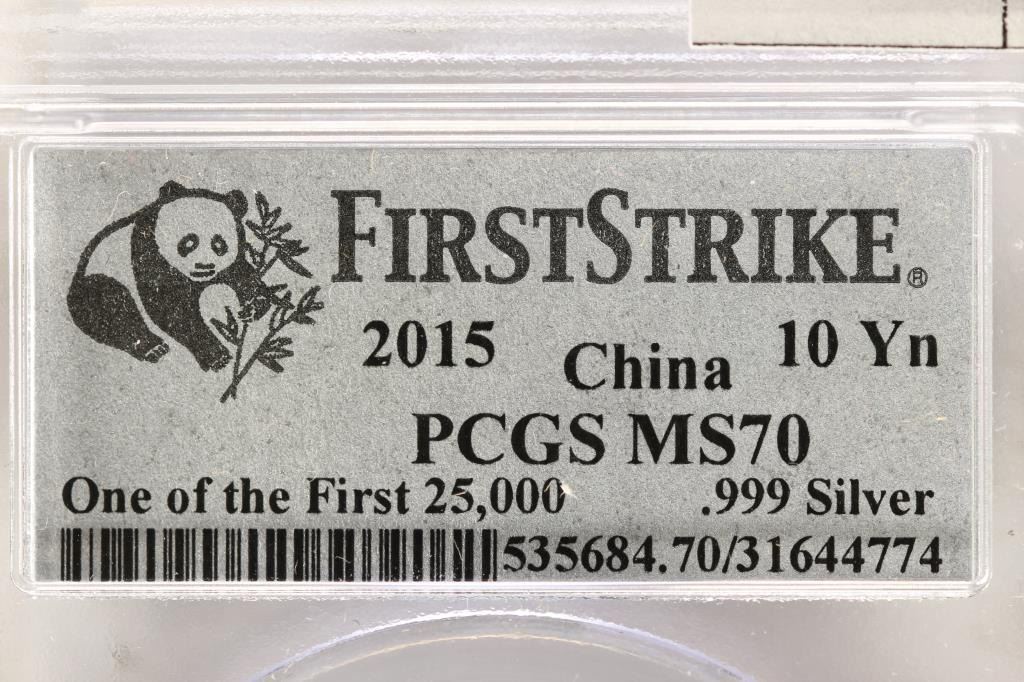 FIRSTSTRIKE®
2015 China 10 Yn
PCGS MS70
One of the First 25,000 .999 Silver
535684.70/31644774